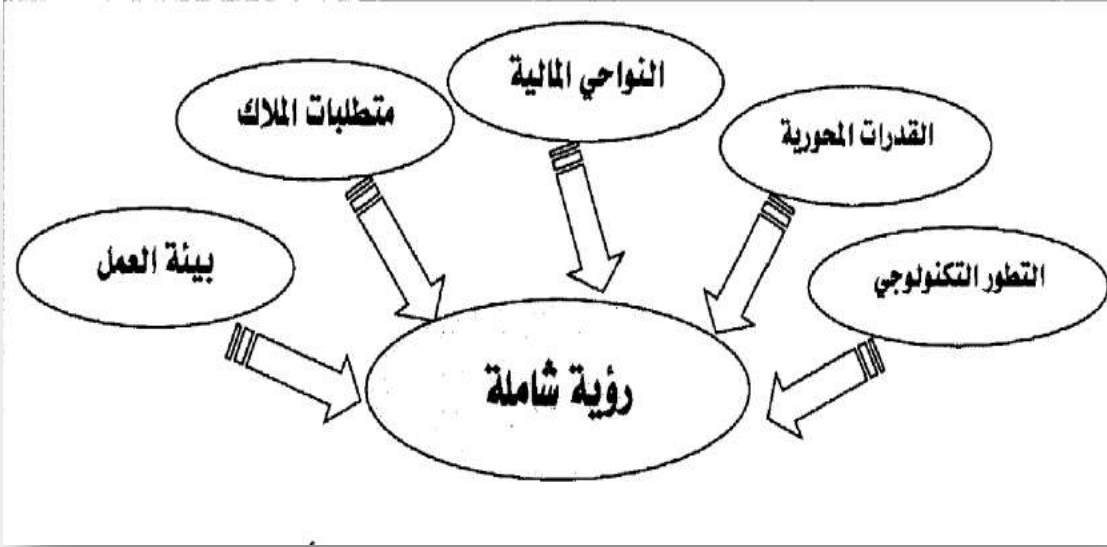 النواحي المالية
متطلبات الملاك
القدرات المحورية
بيئة العمل
التطور التكنولوجي
رؤية شاملة